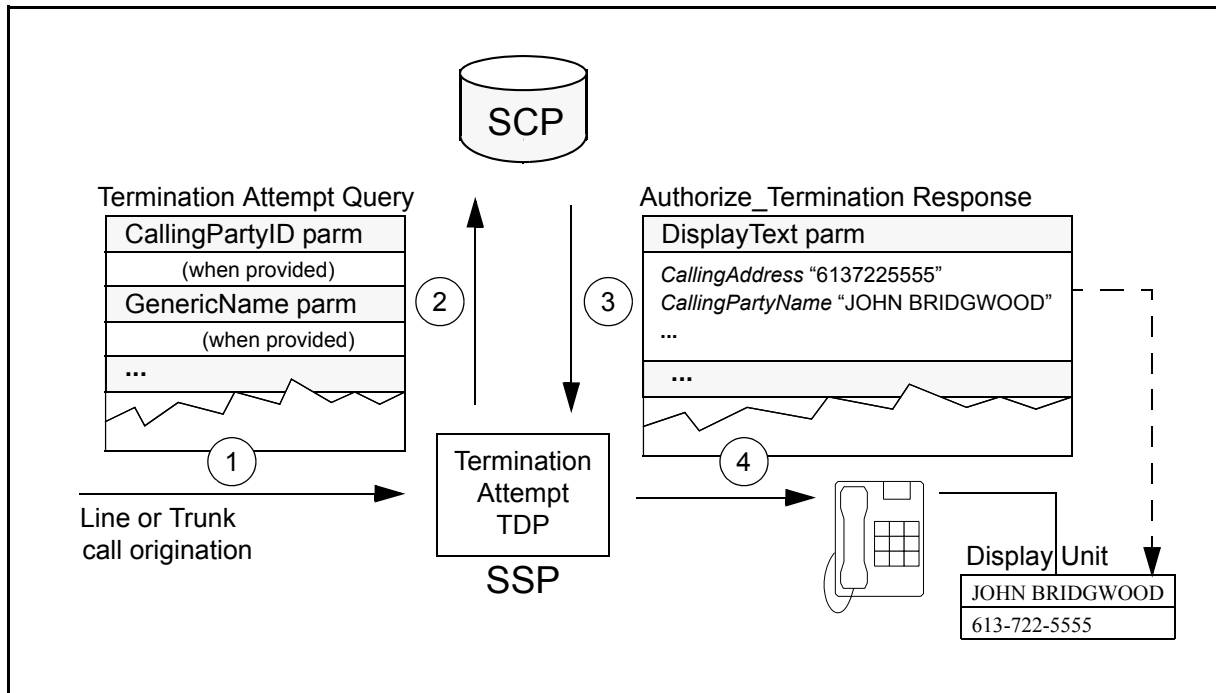 SCP
Termination Attempt Query
CallingPartyID parm
(when provided)
GenericName parm
(when provided)
...
2
3
Authorize_Termination Response
DisplayText parm
CallingAddress “6137225555”
CallingPartyName “JOHN BRIDGWOOD”
...
...
1
Line or Trunk
call origination
Termination
Attempt
TDP
SSP
4
Display Unit
JOHN BRIDGWOOD
613-722-5555